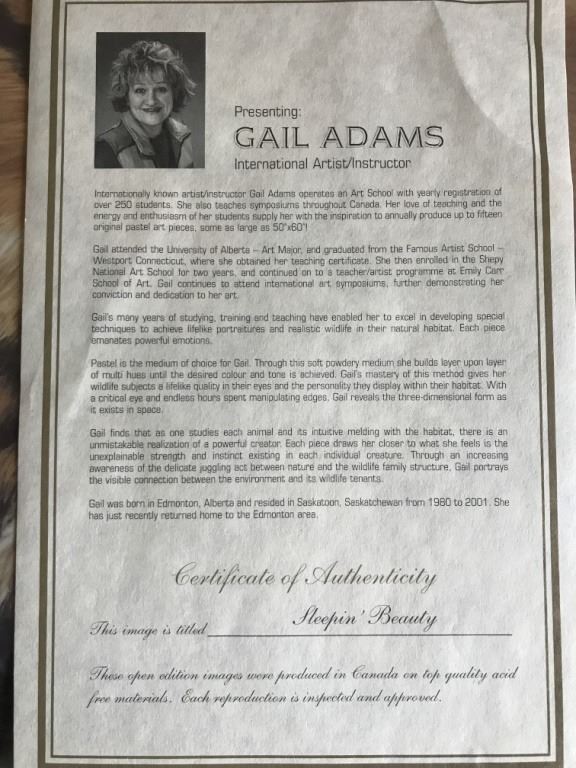 Presenting:
GAIL ADAMS
International Artist/Instructor
Internationally known artist/instructor Gail Adams operates an Art School with yearly registration of
over 250 students. She also teaches symposiums throughout Canada. Her love of teaching and the
energy and enthusiasm of her students supply her with the inspiration to annually produce up to fifteen
original pastel art pieces, some as large as 50"x60"!
Gail attended the University of Alberta – Art Major, and graduated from the Famous Artist School –
Westport Connecticut, where she obtained her teaching certificate. She then enrolled in the Shepy
National Art School for two years, and continued on to a teacher/artist programme at Emily Carr
School of Art. Gail continues to attend international art symposiums, further demonstrating her
conviction and dedication to her art.
Gail's many years of studying, training and teaching have enabled her to excel in developing special
techniques to achieve lifelike portraitures and realistic wildlife in their natural habitat. Each piece
emanates powerful emotions.
Pastel is the medium of choice for Gail. Through this soft powdery medium she builds layer upon layer
of multi hues until the desired colour and tone is achieved. Gail's mastery of this method gives her
wildlife subjects a lifelike quality in their eyes and the personality they display within their habitat. With
a critical eye and endless hours spent manipulating edges, Gail reveals the three-dimensional form as
it exists in space.
Gail finds that as one studies each animal and its intuitive melding with the habitat, there is an
unmistakable realization of a powerful creator. Each piece draws her closer to what she feels is the
unexplainable strength and instinct existing in each individual creature. Through an increasing
awareness of the delicate juggling act between nature and the wildlife family structure, Gail portrays
the visible connection between the environment and its wildlife tenants.
Gail was born in Edmonton, Alberta and resided in Saskatoon, Saskatchewan from 1980 to 2001. She
has just recently returned home to the Edmonton area.
Certificate of Authenticity
This image is titled Sleepin' Beauty
These open edition images were produced in Canada on top quality acid
free materials. Each reproduction is inspected and approved.